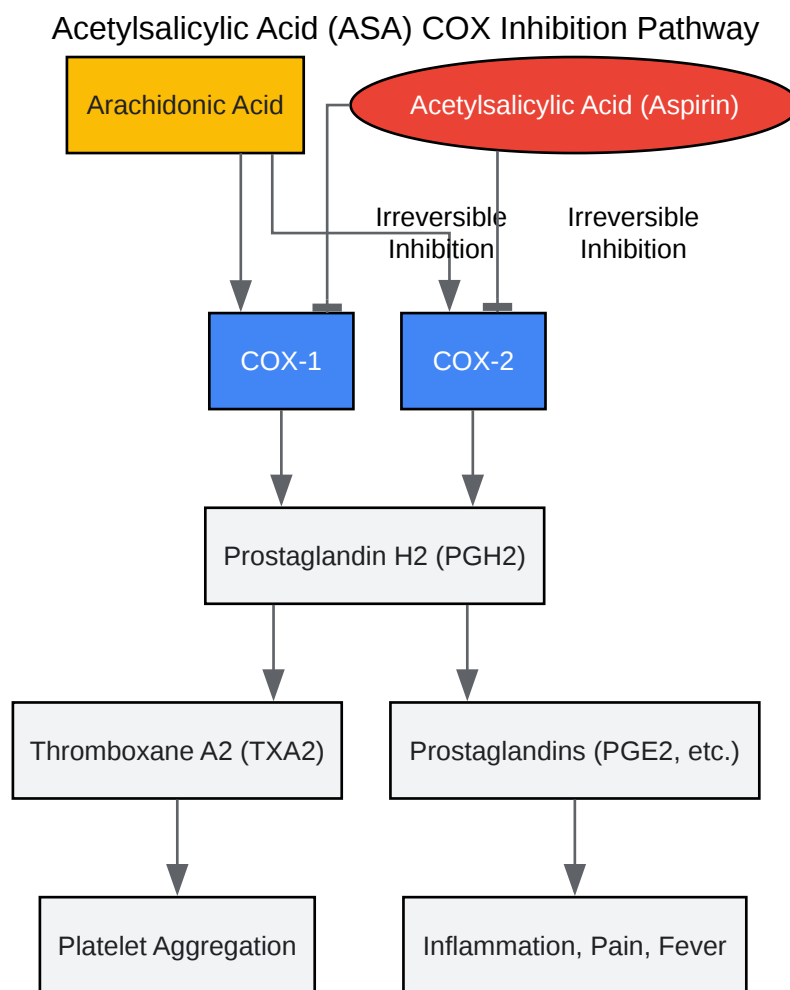 Acetylsalicylic Acid (ASA) COX Inhibition Pathway
Arachidonic Acid
Acetylsalicylic Acid (Aspirin)
Irreversible
Inhibition
Irreversible
Inhibition
COX-1
COX-2
Prostaglandin H2 (PGH2)
Thromboxane A2 (TXA2)
Prostaglandins (PGE2, etc.)
Platelet Aggregation
Inflammation, Pain, Fever